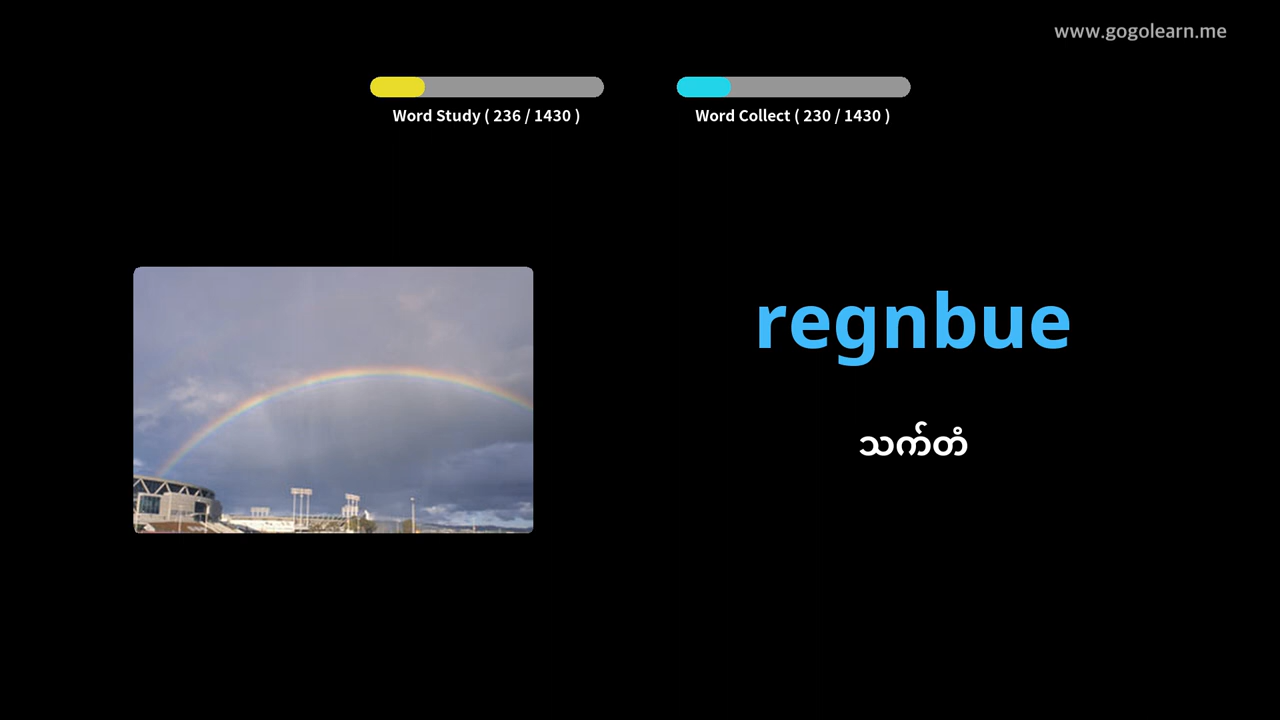 www.gogolearn.me
Word Study ( 236 / 1430 )
Word Collect ( 230 / 1430 )
regnbue
သက်တံ